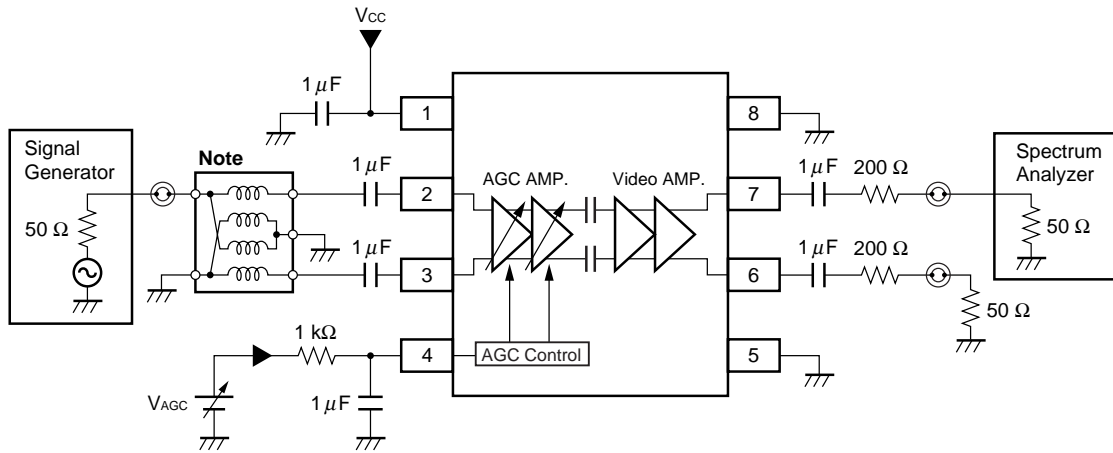 VCC
1 μF
1
8
Signal
Generator
Note
1 μF
2
AGC AMP.
Video AMP.
7
1 μF
200 Ω
Spectrum
Analyzer
50 Ω
50 Ω
1 μF
3
6
1 μF
200 Ω
50 Ω
1 kΩ
4
AGC Control
5
VAGC
1 μF